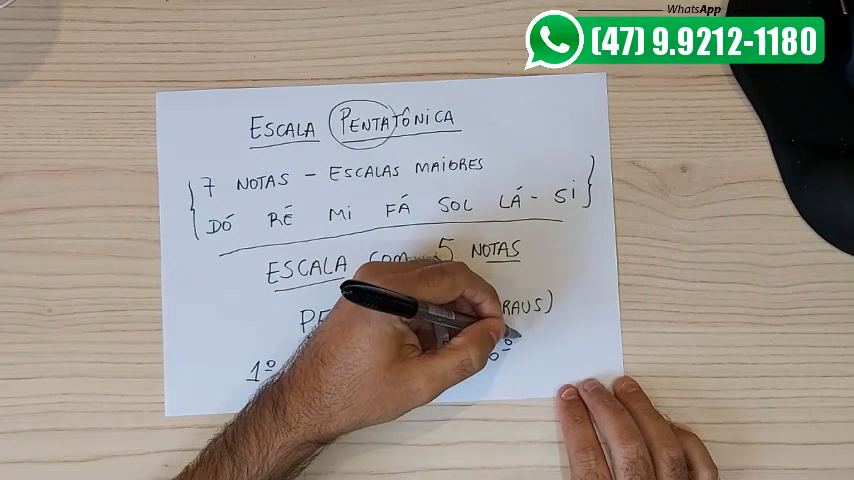 WhatsApp
(47) 9.9212-1180
ESCALA PENTATÔNICA
7 NOTAS - ESCALAS MAIORES
DÓ RÉ Mi FÁ SOL LÁ - Si
ESCALA COM 5 NOTAS
1º